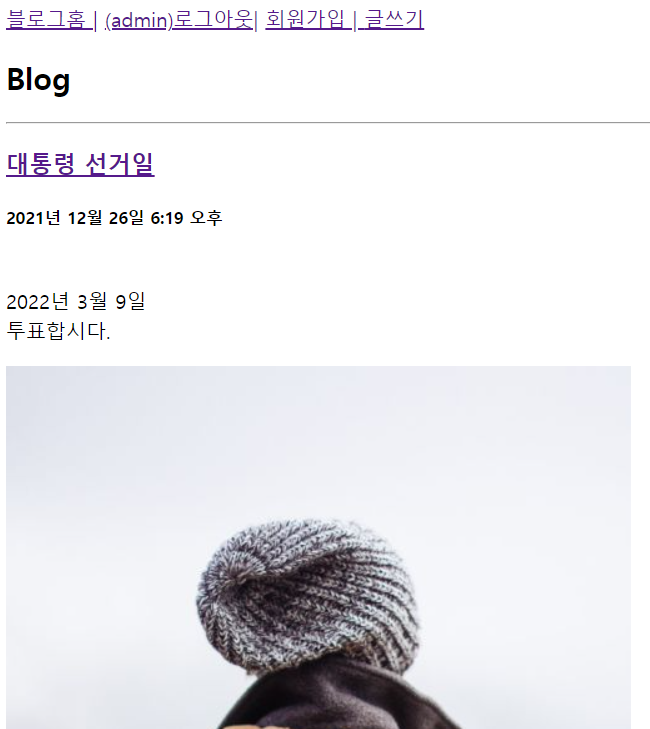 블로그홈 | (admin)로그아웃| 회원가입 | 글쓰기
Blog
대통령 선거일
2021년 12월 26일 6:19 오후
2022년 3월 9일
투표합시다.